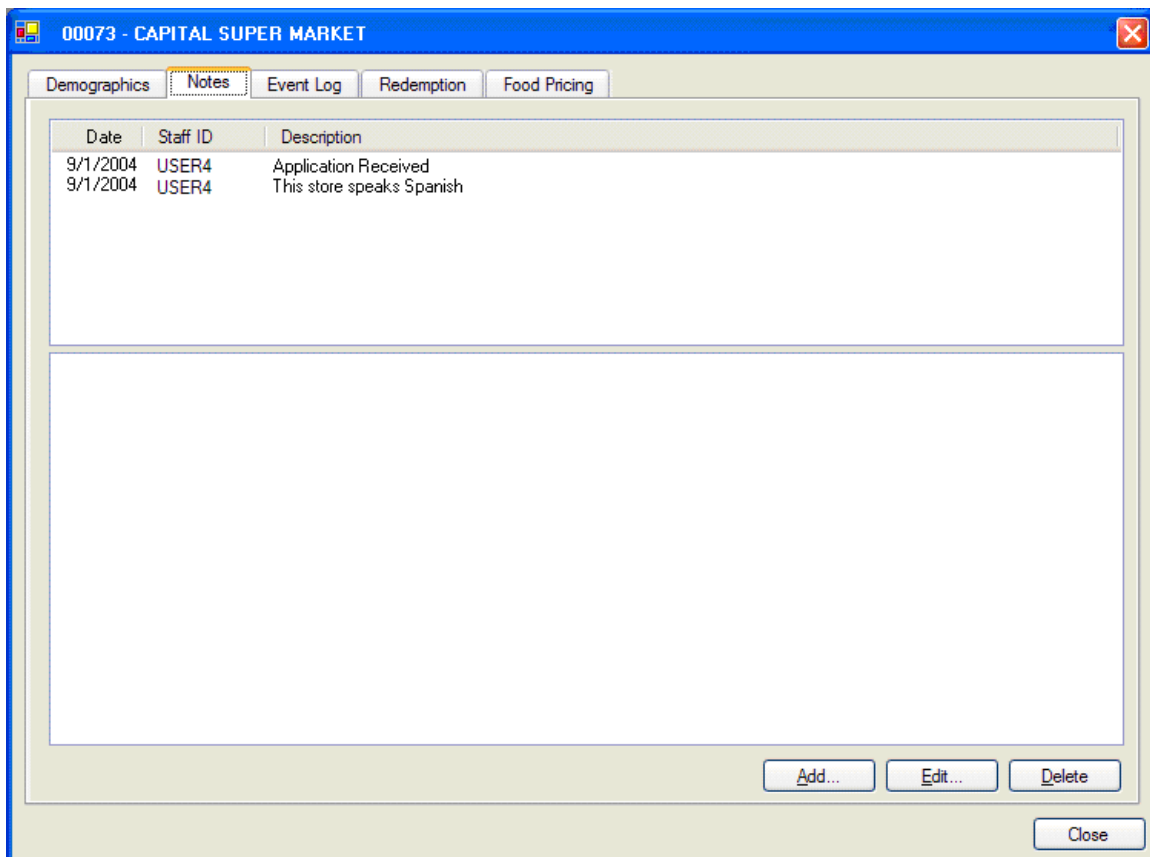 00073 - CAPITAL SUPER MARKET
Demographics Notes Event Log Redemption Food Pricing
Date Staff ID Description
9/1/2004 USER4 Application Received
9/1/2004 USER4 This store speaks Spanish
Add... Edit... Delete
Close